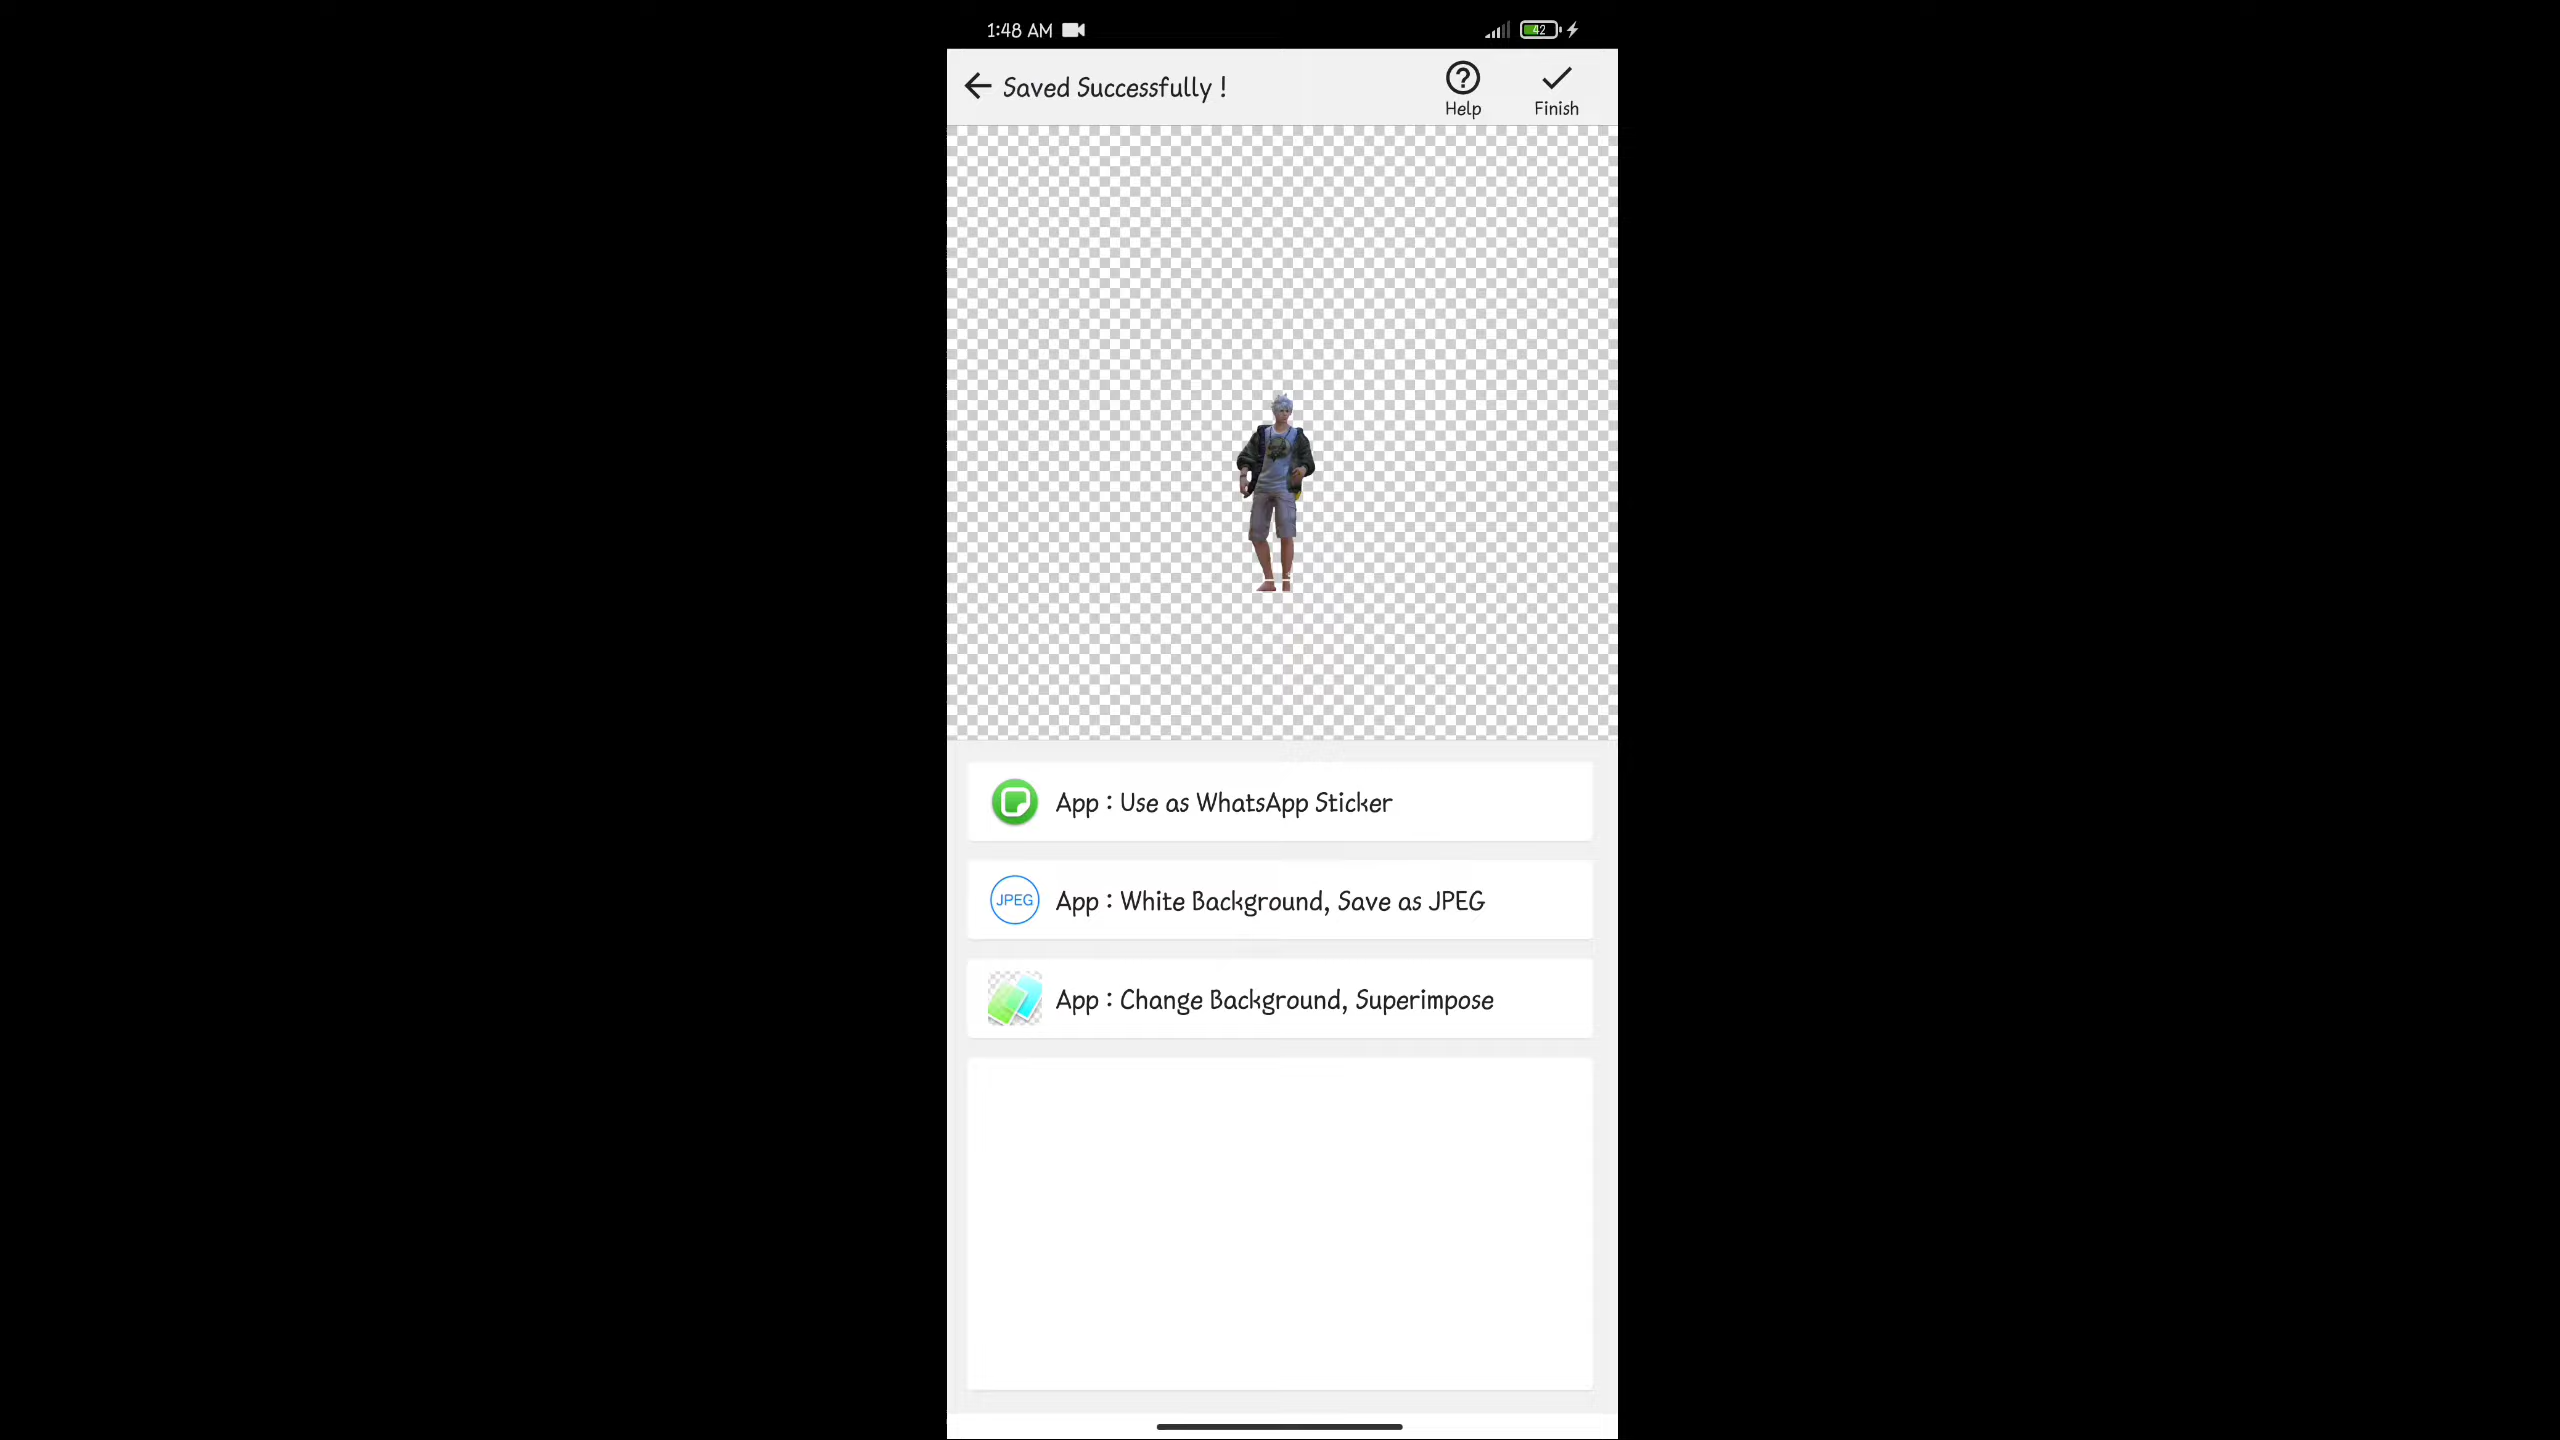 1:48 AM
42
Saved Successfully !
Help
Finish
App : Use as WhatsApp Sticker
JPEG
App : White Background, Save as JPEG
App : Change Background, Superimpose